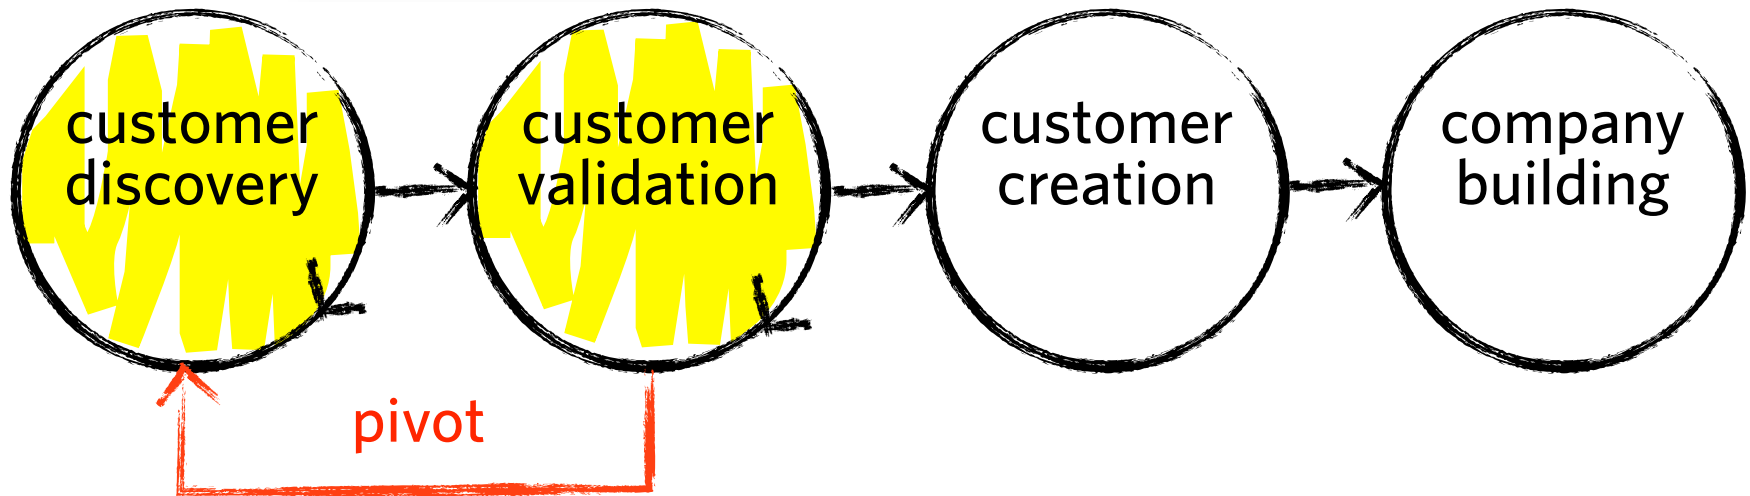 customer
discovery
customer
validation
customer
creation
company
building
pivot